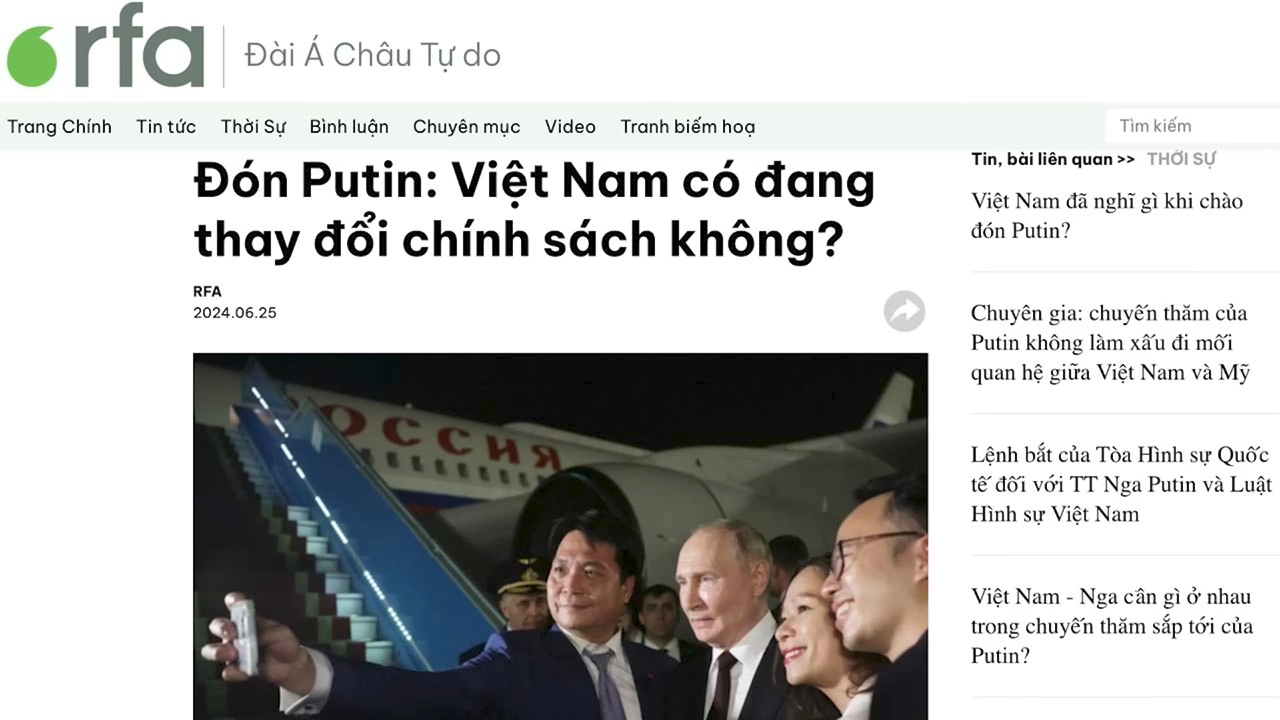 rfa
Đài Á Châu Tự do
Trang Chính Tin tức Thời Sự Bình luận Chuyên mục Video Tranh biếm hoạ
Tìm kiếm
Đón Putin: Việt Nam có đang
thay đổi chính sách không?
RFA
2024.06.25
РОССИЯ
Tin, bài liên quan >> THỜI SỰ
Việt Nam đã nghĩ gì khi chào
đón Putin?
Chuyên gia: chuyến thăm của
Putin không làm xấu đi mối
quan hệ giữa Việt Nam và Mỹ
Lệnh bắt của Tòa Hình sự Quốc
tế đối với TT Nga Putin và Luật
Hình sự Việt Nam
Việt Nam - Nga cần gì ở nhau
trong chuyến thăm sắp tới của
Putin?